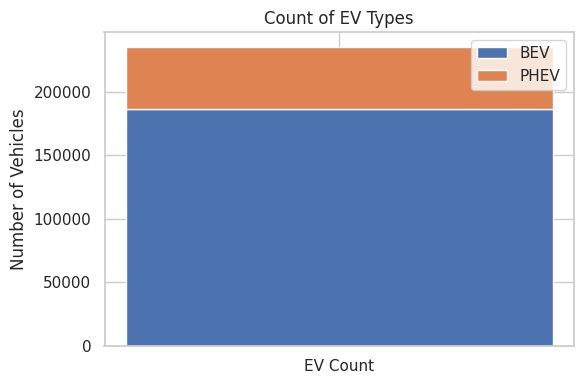 Count of EV Types
BEV
PHEV
Number of Vehicles
200000
150000
100000
50000
0
EV Count